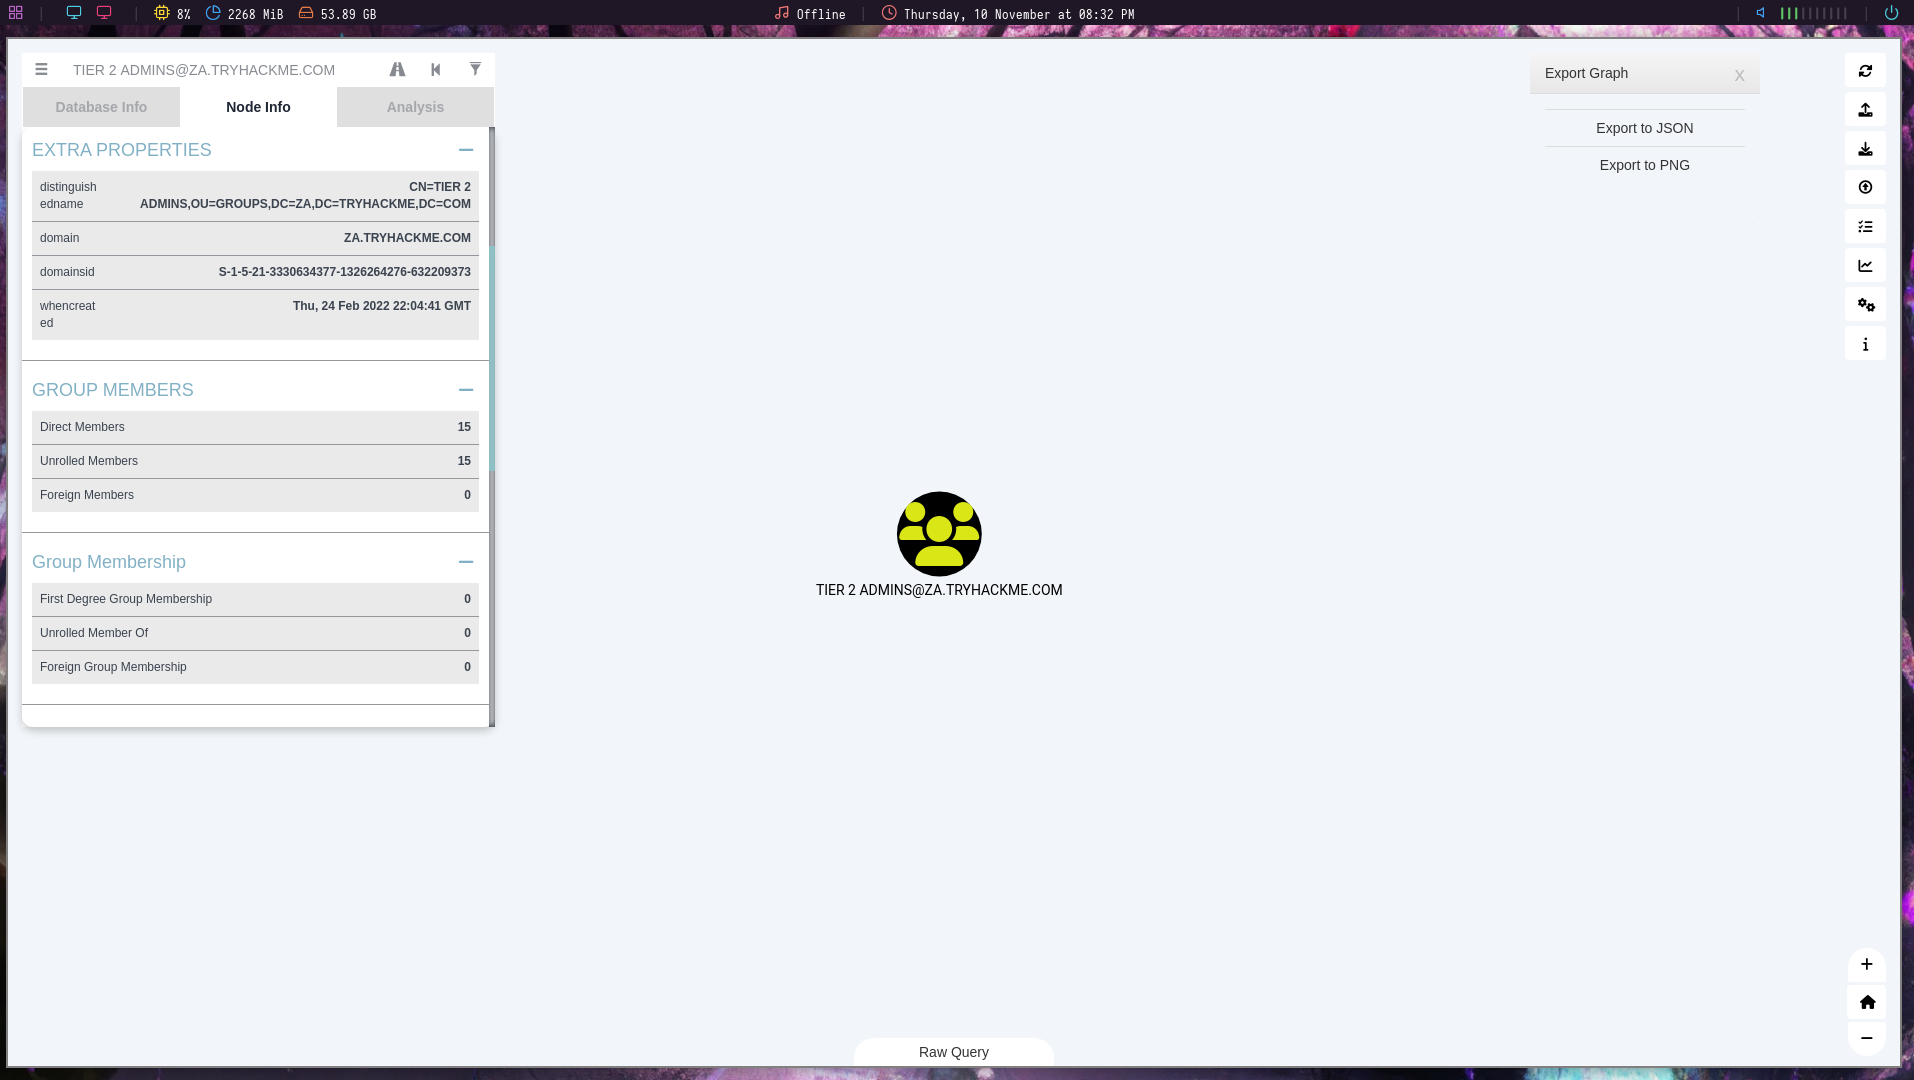 8% 2268 MiB 53.89 GB Offline Thursday, 10 November at 08:32 PM
TIER 2 ADMINS@ZA.TRYHACKME.COM
Database Info Node Info Analysis
EXTRA PROPERTIES
distinguish CN=TIER 2
edname ADMINS,OU=GROUPS,DC=ZA,DC=TRYHACKME,DC=COM
domain ZA.TRYHACKME.COM
domainsid S-1-5-21-3330634377-1326264276-632209373
whencreat Thu, 24 Feb 2022 22:04:41 GMT
ed
GROUP MEMBERS
Direct Members 15
Unrolled Members 15
Foreign Members 0
Group Membership
First Degree Group Membership 0
Unrolled Member Of 0
Foreign Group Membership 0
TIER 2 ADMINS@ZA.TRYHACKME.COM
Export Graph X
Export to JSON
Export to PNG
Raw Query